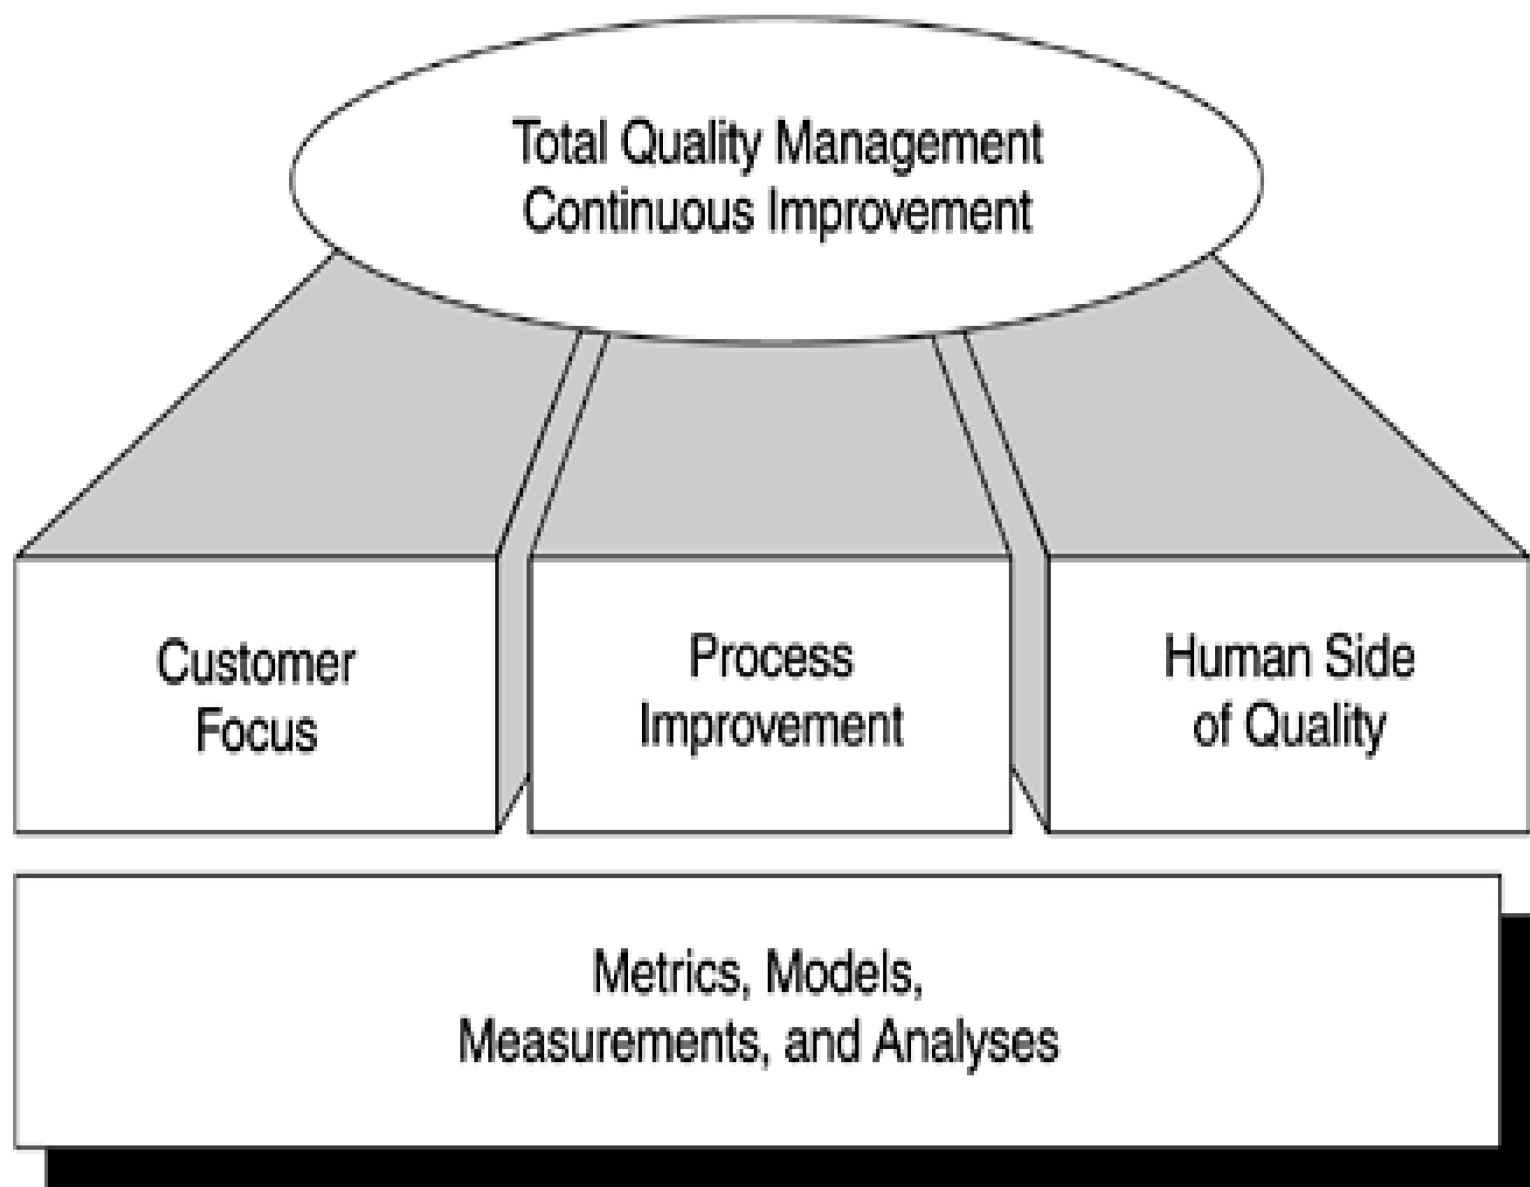 Total Quality Management
Continuous Improvement
Customer
Focus
Process
Improvement
Human Side
of Quality
Metrics, Models,
Measurements, and Analyses